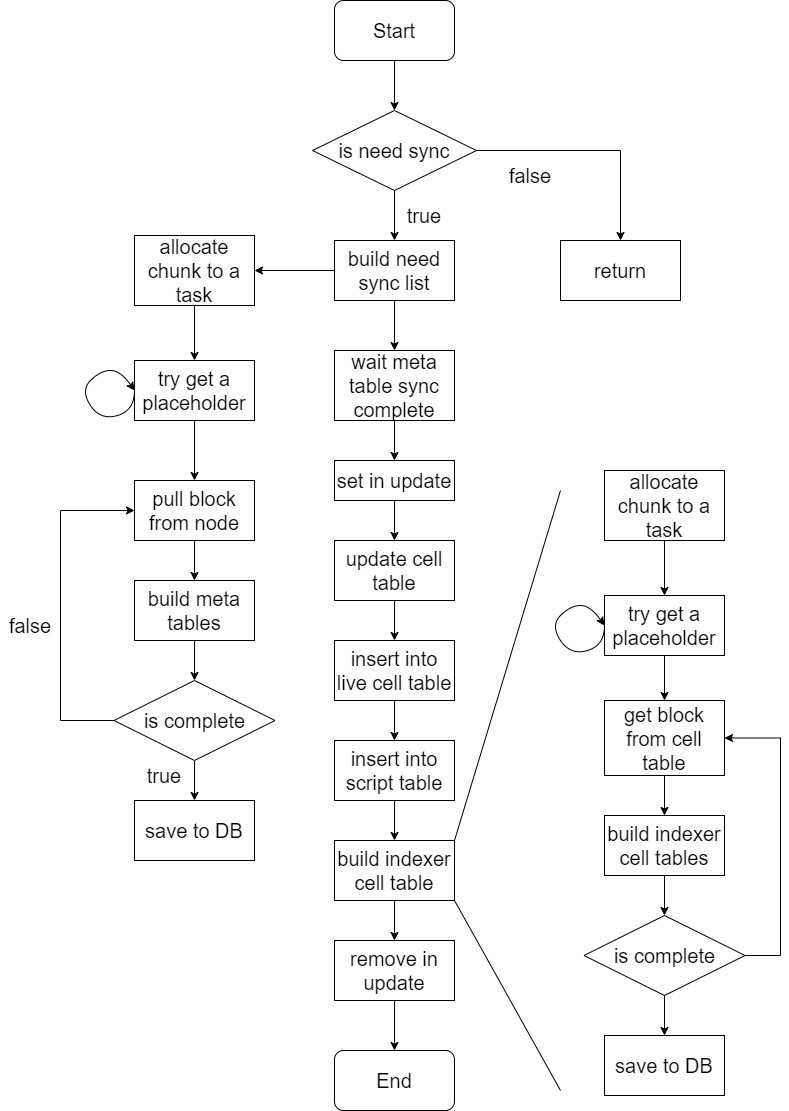 Start
is need sync
false
true
build need
sync list
return
allocate
chunk to a
task
try get a
placeholder
pull block
from node
build meta
tables
false
is complete
true
save to DB
wait meta
table sync
complete
set in update
update cell
table
insert into
live cell table
insert into
script table
build indexer
cell table
remove in
update
End
allocate
chunk to a
task
try get a
placeholder
get block
from cell
table
build indexer
cell tables
is complete
save to DB